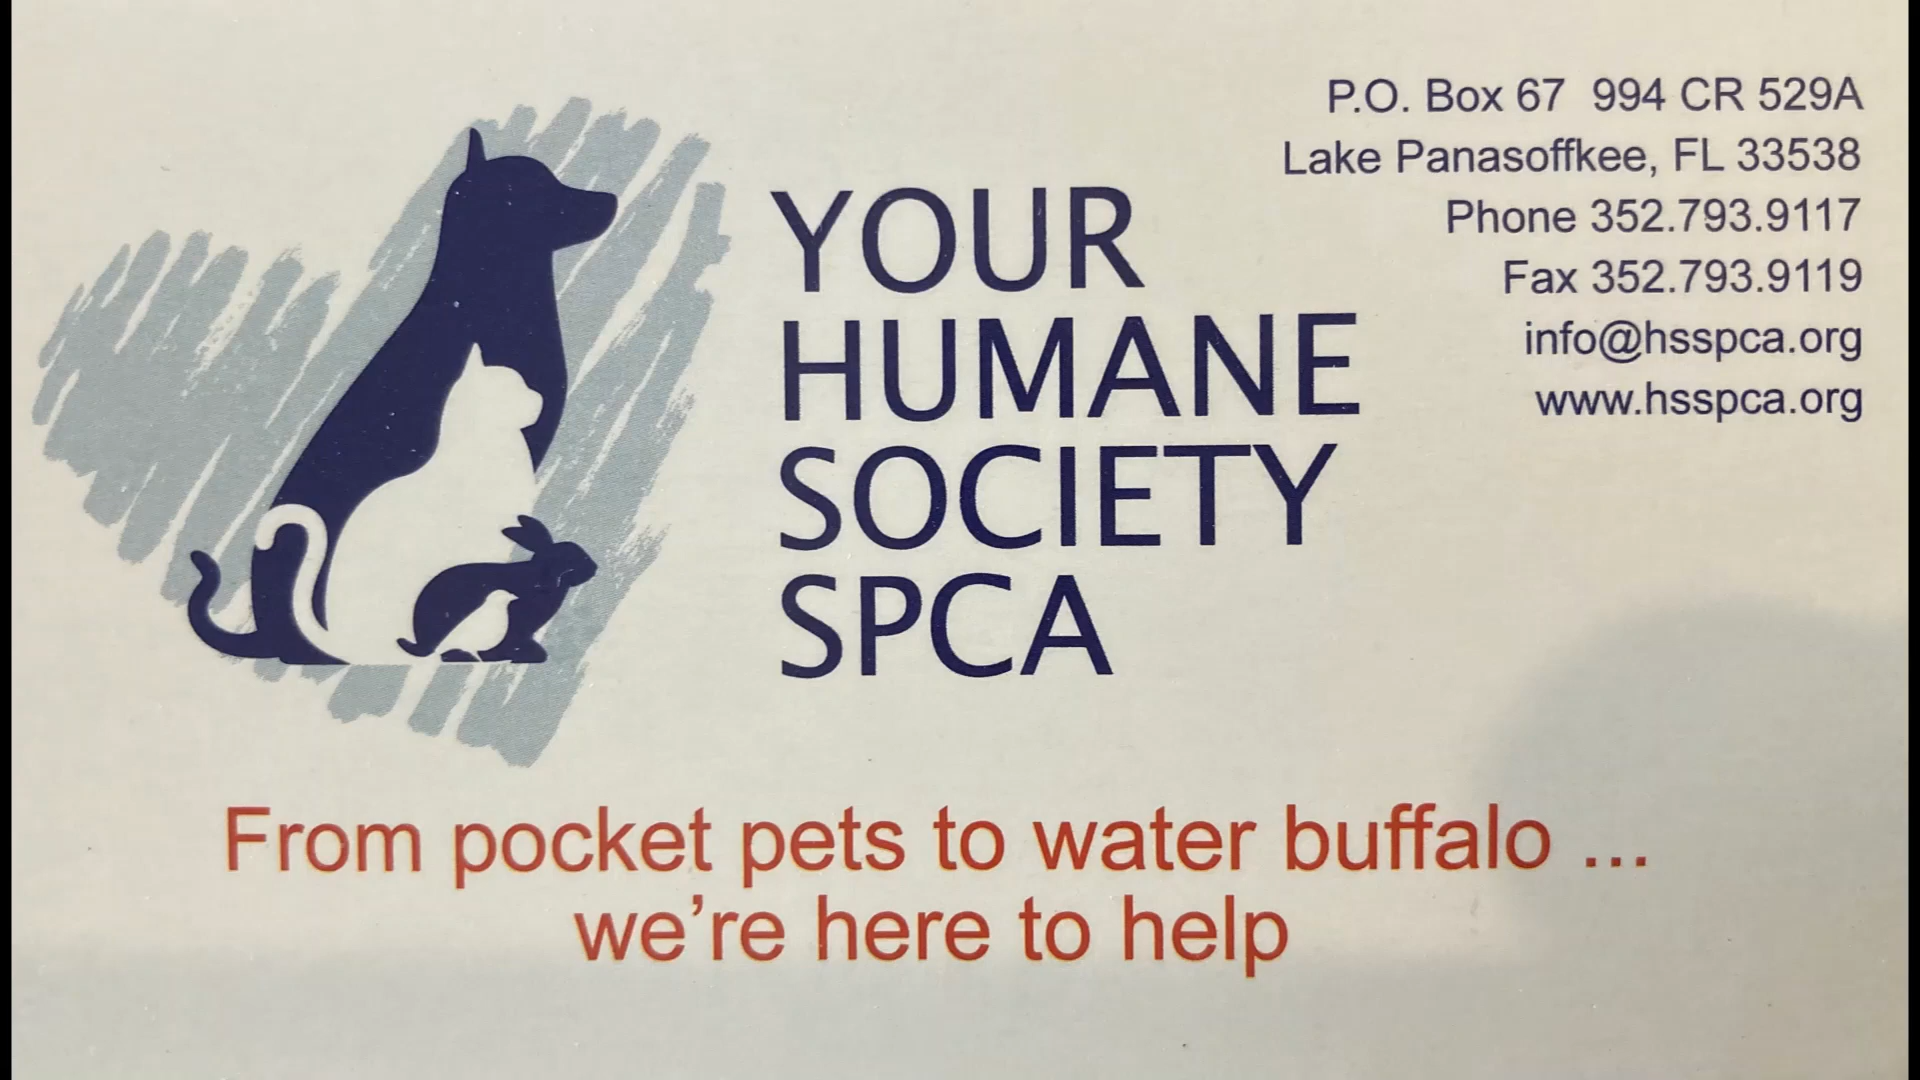 P.O. Box 67  994 CR 529A
Lake Panasoffkee, FL 33538
Phone 352.793.9117
Fax 352.793.9119
info@hsspca.org
www.hsspca.org
YOUR
HUMANE
SOCIETY
SPCA
From pocket pets to water buffalo ...
we're here to help